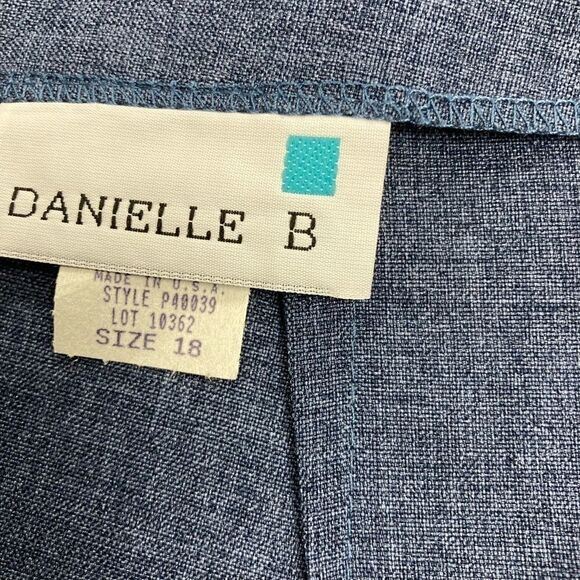 DANIELLE B
MADE IN U.S.A.
STYLE P40039
LOT 10362
SIZE 18